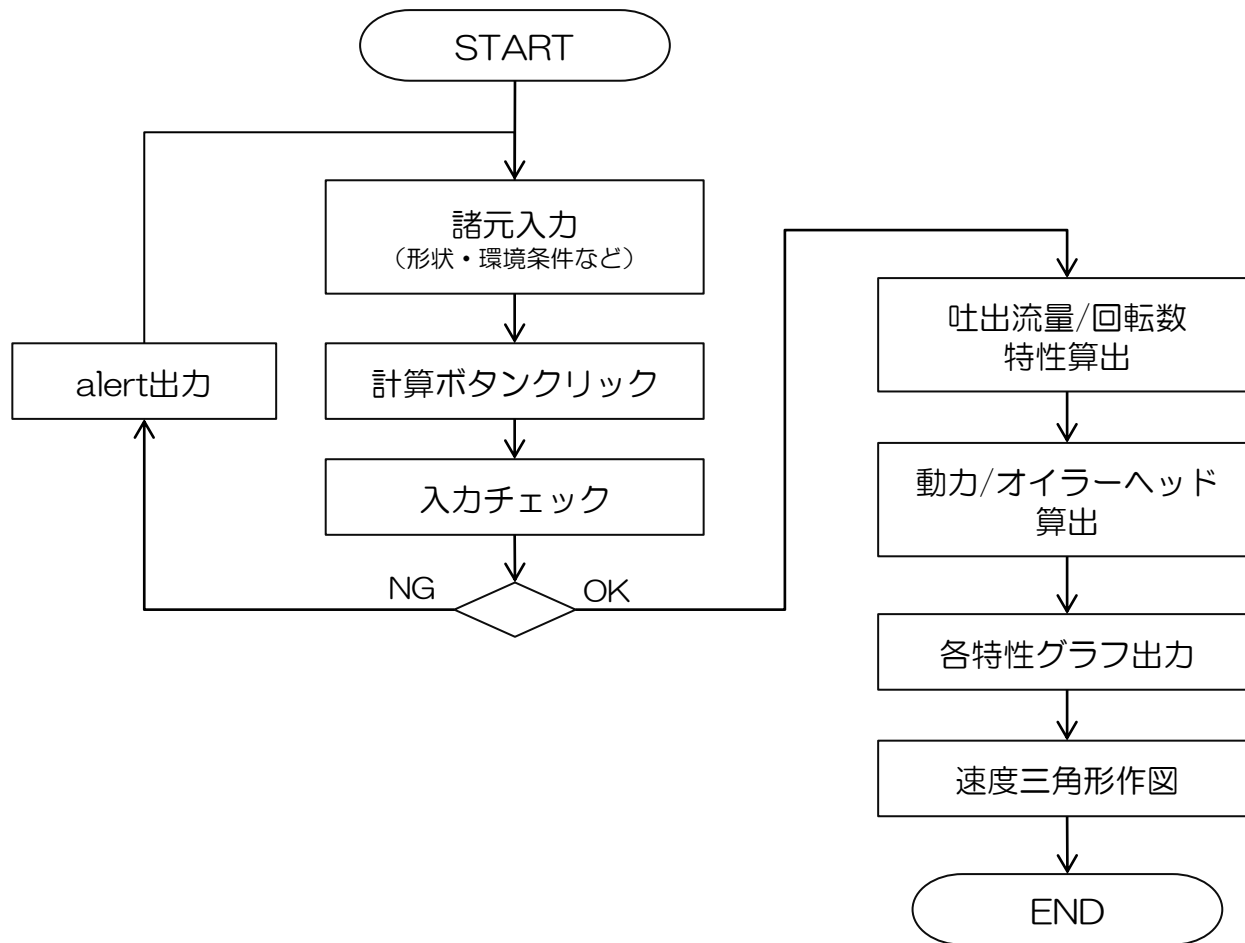 START
諸元入力
（形状・環境条件など）
計算ボタンクリック
入力チェック
NG
OK
alert出力
吐出流量/回転数
特性算出
動力/オイラーヘッド
算出
各特性グラフ出力
速度三角形作図
END